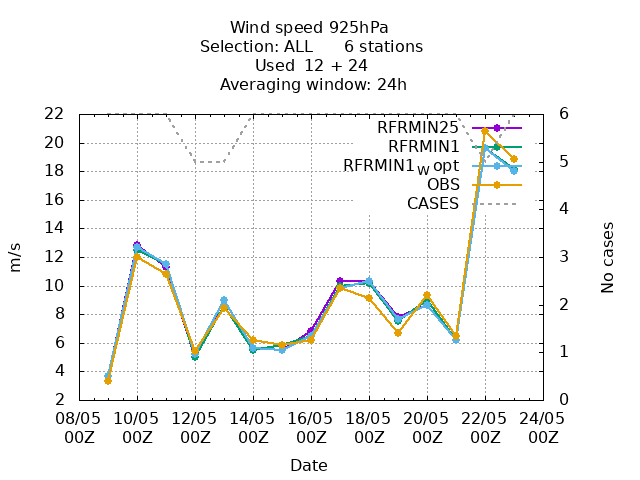 Wind speed 925hPa
Selection: ALL 6 stations
Used 12 + 24
Averaging window: 24h
22
20
18
16
14
12
10
8
6
4
2
m/s
6
5
4
3
2
1
0
No cases
RFRMIN25
RFRMIN1
RFRMIN1w opt
OBS
CASES
08/05 10/05 12/05 14/05 16/05 18/05 20/05 22/05 24/05
00Z 00Z 00Z 00Z 00Z 00Z 00Z 00Z 00Z
Date